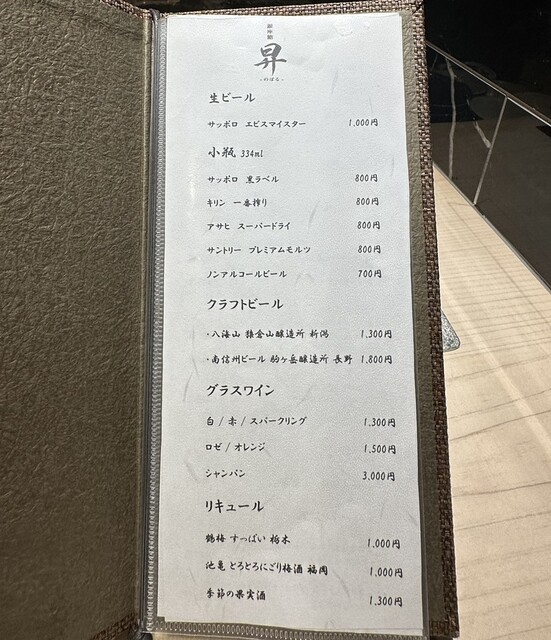 昇
-のぼる-
生ビール
サッポロ エビスマイスター 1,000円
小瓶 334ml
サッポロ 黒ラベル 800円
キリン 一番搾り 800円
アサヒ スーパードライ 800円
サントリー プレミアムモルツ 800円
ノンアルコールビール 700円
クラフトビール
・八海山 猿倉山醸造所 新潟 1,300円
・南信州ビール 駒ヶ岳醸造所 長野 1,800円
グラスワイン
白 / 赤 / スパークリング 1,300円
ロゼ / オレンジ 1,500円
シャンパン 3,000円
リキュール
鶴梅 すっぱい 栃木 1,000円
池亀 とろとろにごり梅酒 福岡 1,000円
季節の果実酒 1,300円